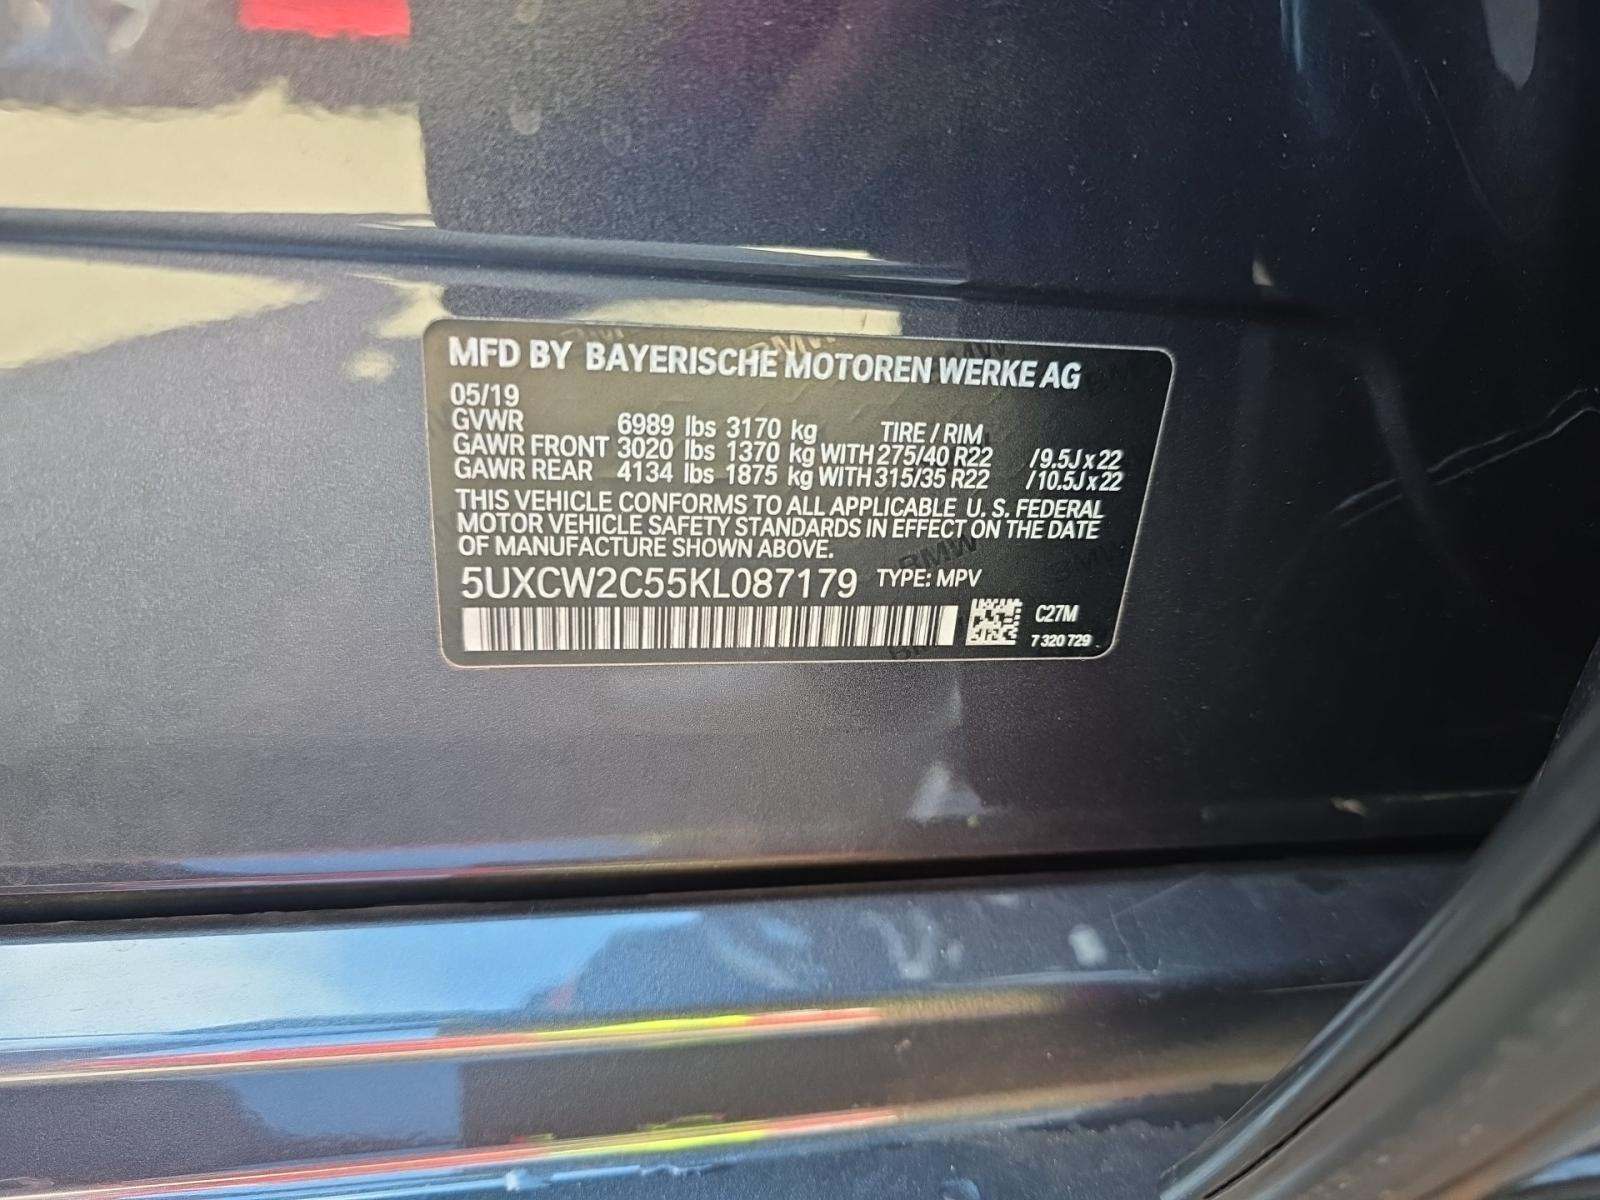 MFD BY BAYERISCHE MOTOREN WERKE AG
05/19
GVWR 6989 lbs 3170 kg TIRE / RIM
GAWR FRONT 3020 lbs 1370 kg WITH 275/40 R22 /9.5J x 22
GAWR REAR 4134 lbs 1875 kg WITH 315/35 R22 /10.5J x 22
THIS VEHICLE CONFORMS TO ALL APPLICABLE U. S. FEDERAL
MOTOR VEHICLE SAFETY STANDARDS IN EFFECT ON THE DATE
OF MANUFACTURE SHOWN ABOVE.
5UXCW2C55KL087179 TYPE: MPV
C27M
7 320 729